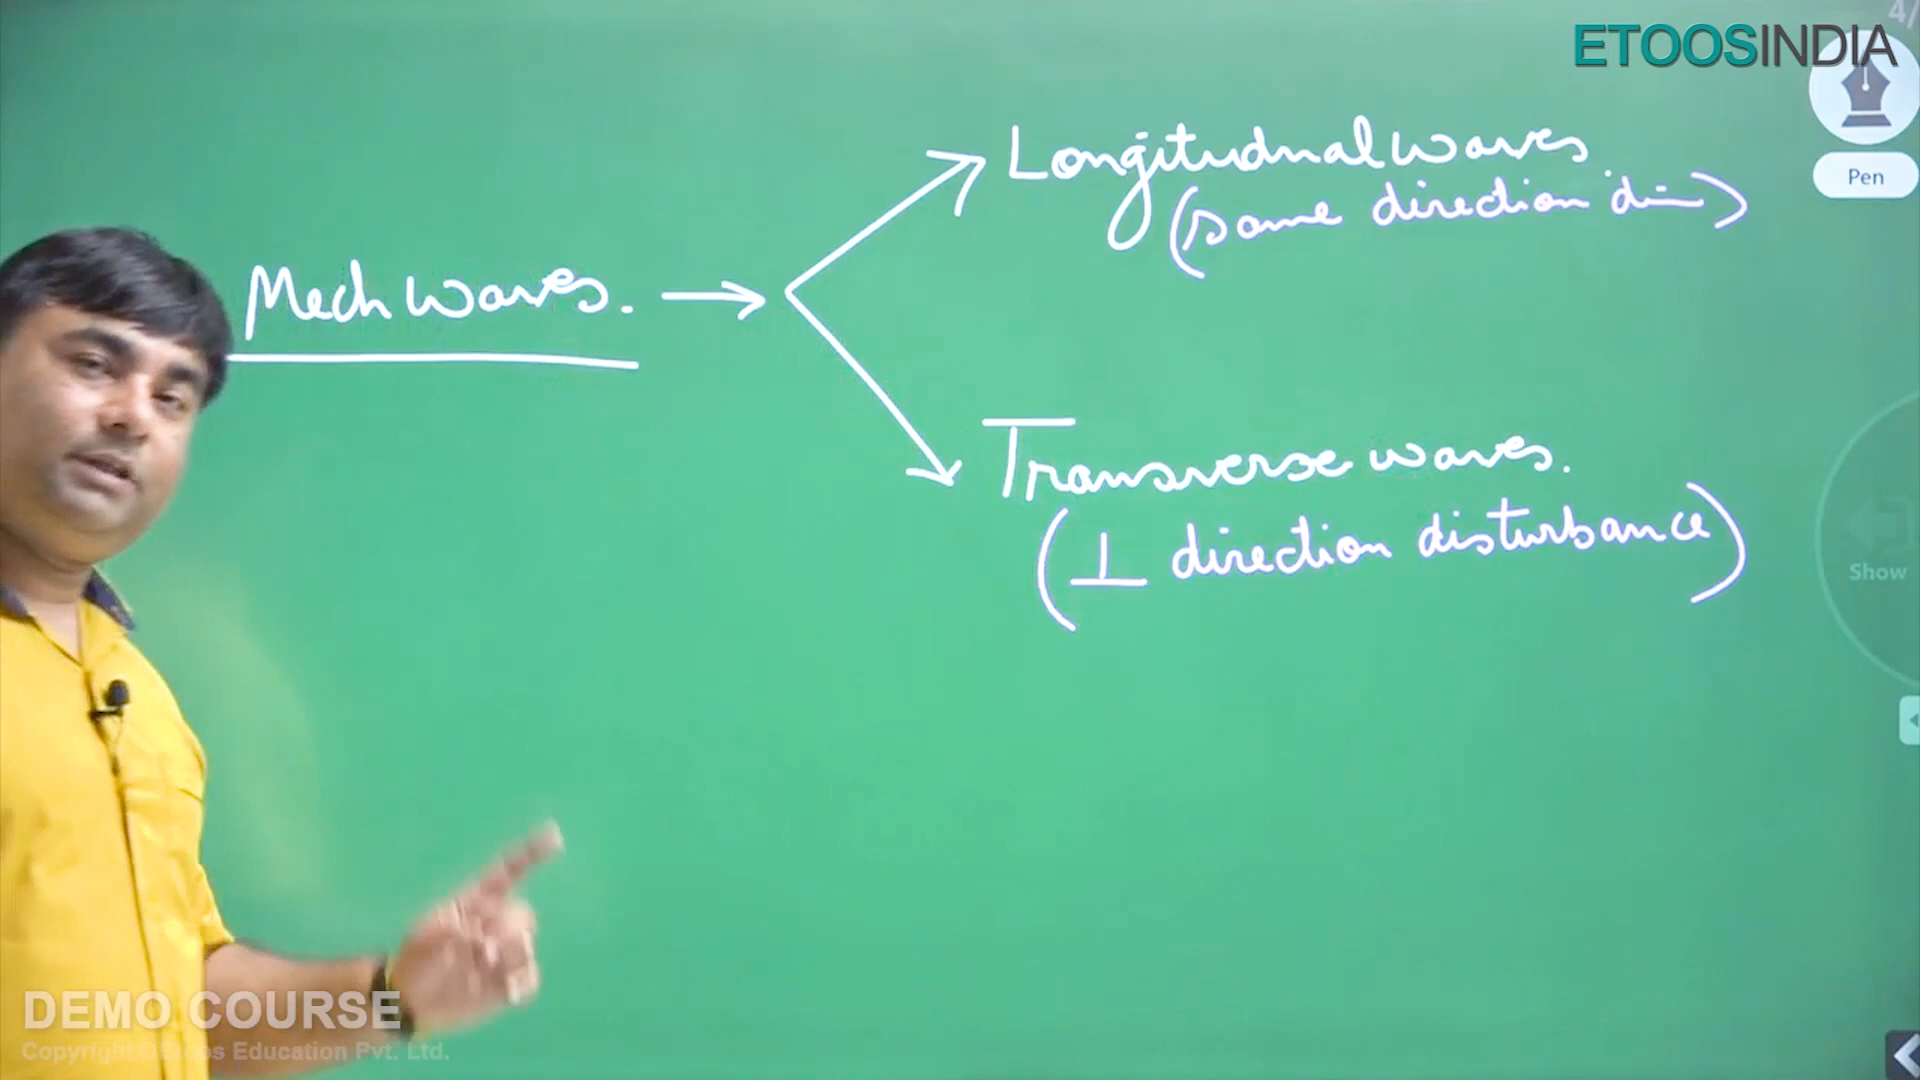 ETOOSINDIA
4/
Pen
Longitudnal waves
(same direction di—)
Mech waves.
Transverse waves.
(⊥ direction disturbance)
Show
DEMO COURSE
Education Pvt. Ltd.